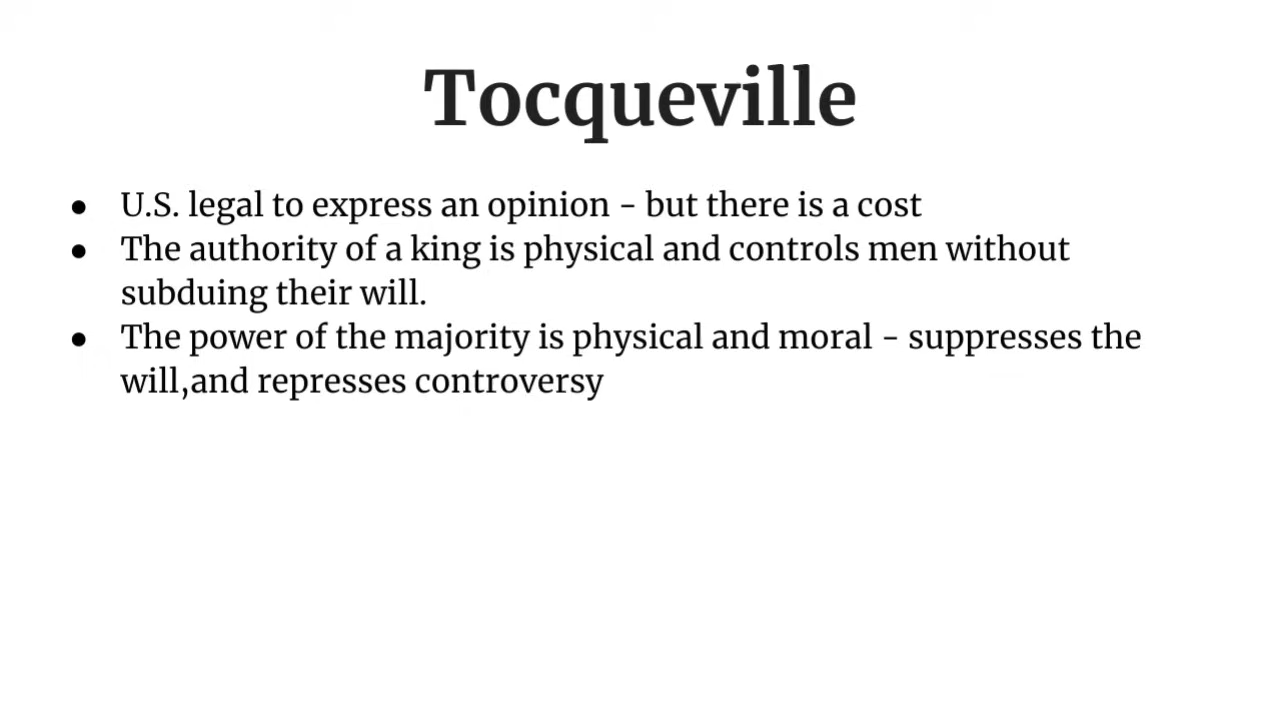 Tocqueville
● U.S. legal to express an opinion - but there is a cost
● The authority of a king is physical and controls men without
subduing their will.
● The power of the majority is physical and moral - suppresses the
will,and represses controversy